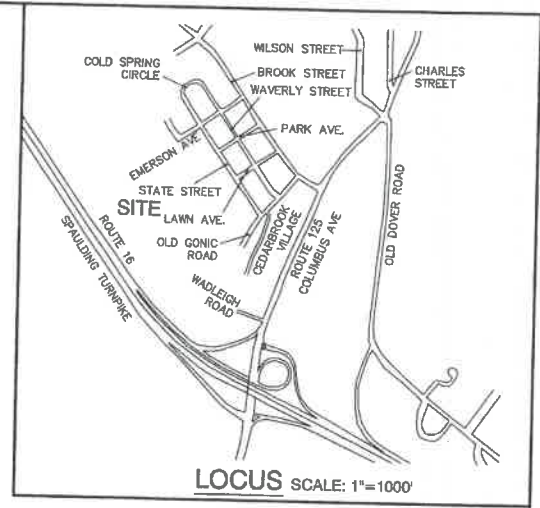 WILSON STREET
COLD SPRING
CIRCLE
BROOK STREET
WAVERLY STREET
CHARLES
STREET
PARK AVE.
EMERSON AVE
STATE STREET
SITE
LAWN AVE.
OLD GONIC
ROAD
CEDARBROOK
VILLAGE
ROUTE 125
COLUMBUS AVE
OLD DOVER ROAD
ROUTE 16
SPAULDING TURNPIKE
WADLEIGH
ROAD
LOCUS SCALE: 1"=1000'